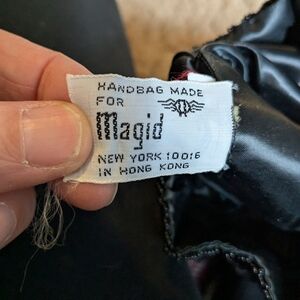 HANDBAG MADE
FOR
Magid
NEW YORK 10016
IN HONG KONG